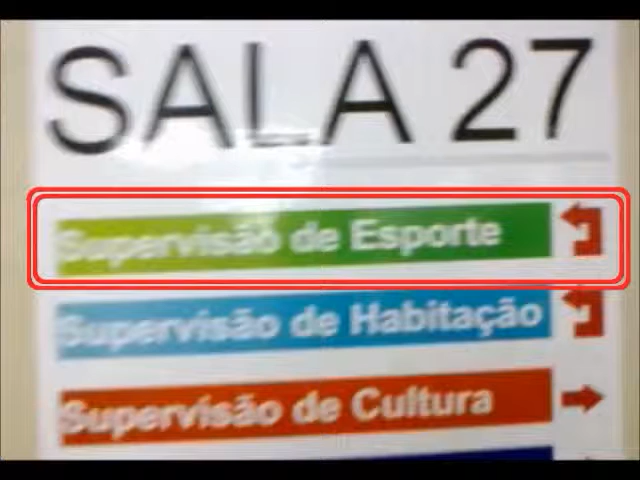 SALA 27
Supervisão de Esporte
Supervisão de Habitação
Supervisão de Cultura